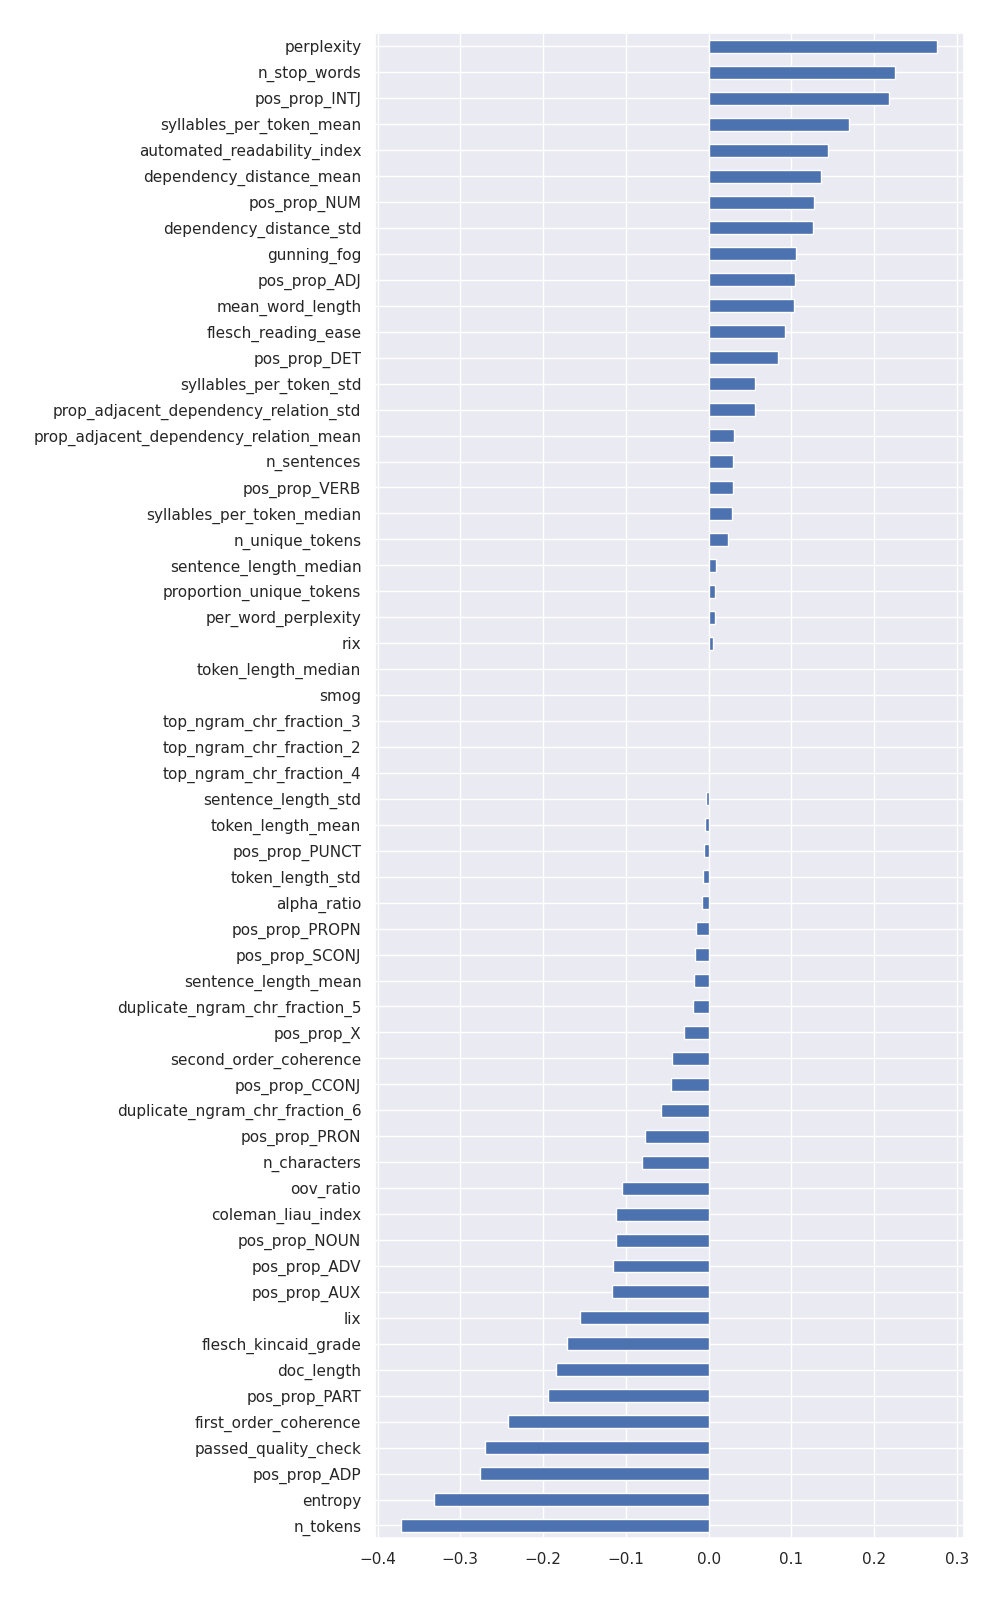 perplexity
n_stop_words
pos_prop_INTJ
syllables_per_token_mean
automated_readability_index
dependency_distance_mean
pos_prop_NUM
dependency_distance_std
gunning_fog
pos_prop_ADJ
mean_word_length
flesch_reading_ease
pos_prop_DET
syllables_per_token_std
prop_adjacent_dependency_relation_std
prop_adjacent_dependency_relation_mean
n_sentences
pos_prop_VERB
syllables_per_token_median
n_unique_tokens
sentence_length_median
proportion_unique_tokens
per_word_perplexity
rix
token_length_median
smog
top_ngram_chr_fraction_3
top_ngram_chr_fraction_2
top_ngram_chr_fraction_4
sentence_length_std
token_length_mean
pos_prop_PUNCT
token_length_std
alpha_ratio
pos_prop_PROPN
pos_prop_SCONJ
sentence_length_mean
duplicate_ngram_chr_fraction_5
pos_prop_X
second_order_coherence
pos_prop_CCONJ
duplicate_ngram_chr_fraction_6
pos_prop_PRON
n_characters
oov_ratio
coleman_liau_index
pos_prop_NOUN
pos_prop_ADV
pos_prop_AUX
lix
flesch_kincaid_grade
doc_length
pos_prop_PART
first_order_coherence
passed_quality_check
pos_prop_ADP
entropy
n_tokens
−0.4 −0.3 −0.2 −0.1 0.0 0.1 0.2 0.3